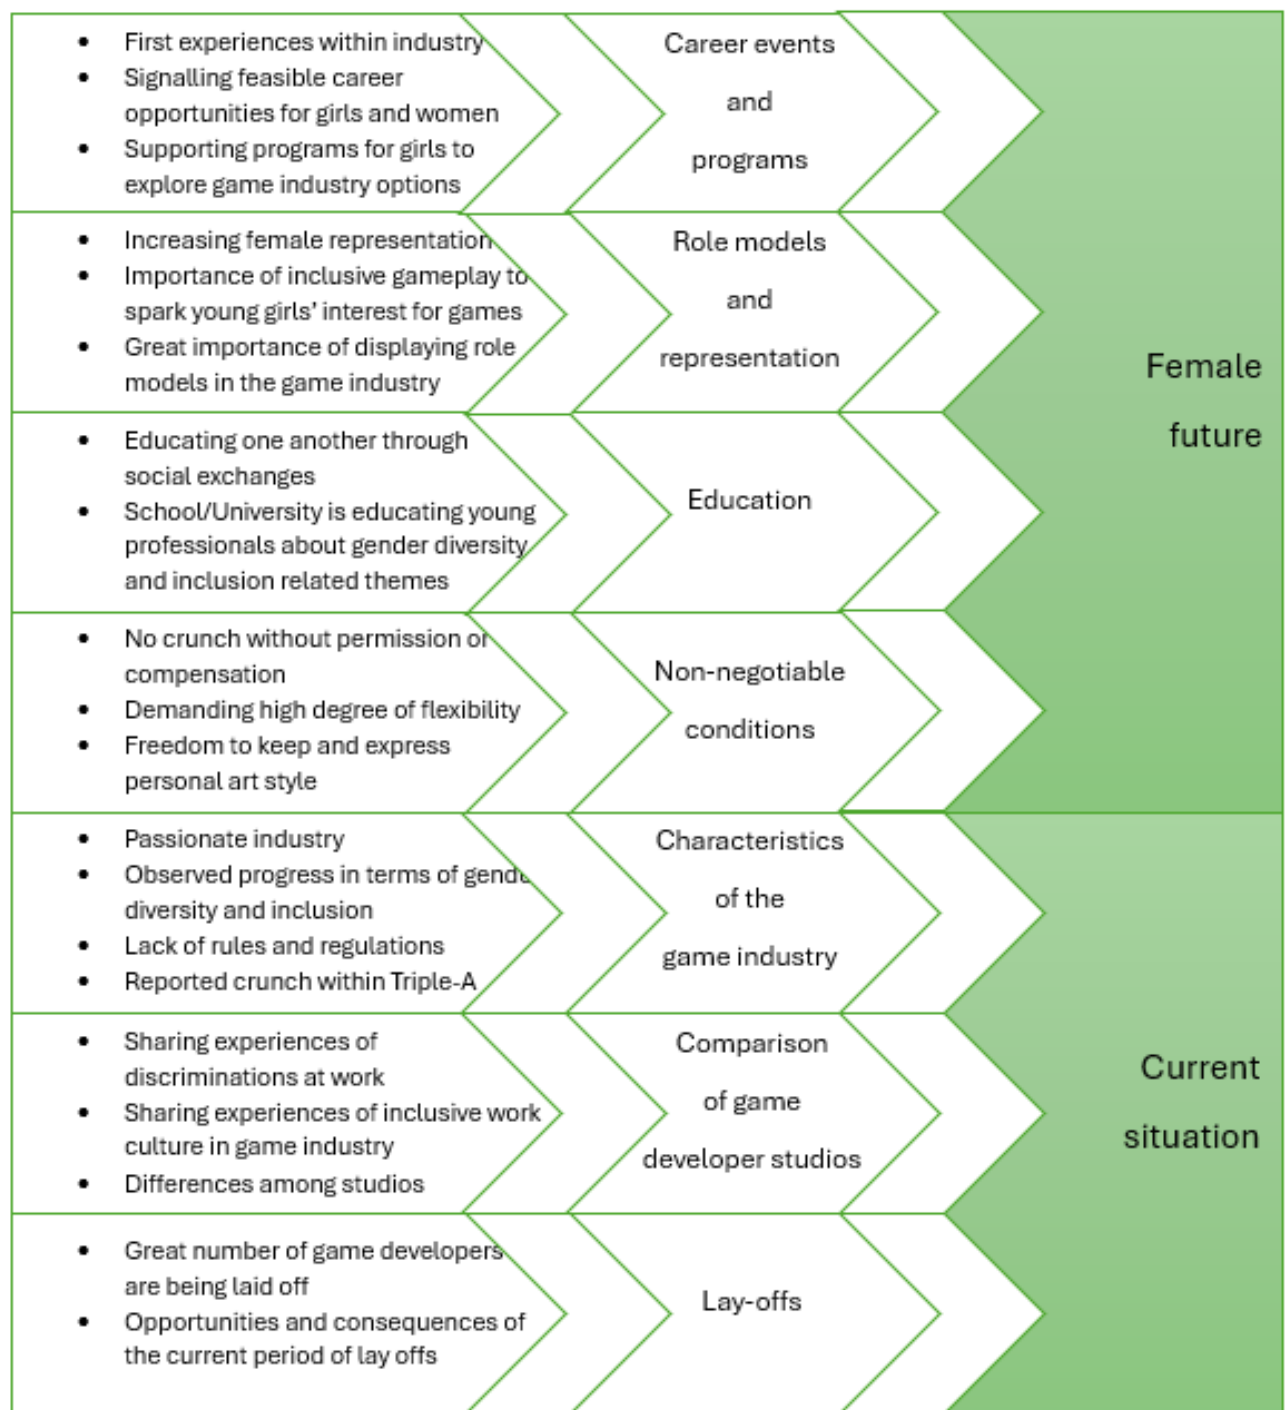 • First experiences within industry
• Signalling feasible career
opportunities for girls and women
• Supporting programs for girls to
explore game industry options
Career events
and
programs
• Increasing female representation
• Importance of inclusive gameplay to
spark young girls’ interest for games
• Great importance of displaying role
models in the game industry
Role models
and
representation
• Educating one another through
social exchanges
• School/University is educating young
professionals about gender diversity
and inclusion related themes
Education
• No crunch without permission or
compensation
• Demanding high degree of flexibility
• Freedom to keep and express
personal art style
Non-negotiable
conditions
Female
future
• Passionate industry
• Observed progress in terms of gende
diversity and inclusion
• Lack of rules and regulations
• Reported crunch within Triple-A
Characteristics
of the
game industry
• Sharing experiences of
discriminations at work
• Sharing experiences of inclusive work
culture in game industry
• Differences among studios
Comparison
of game
developer studios
• Great number of game developers
are being laid off
• Opportunities and consequences of
the current period of lay offs
Lay-offs
Current
situation